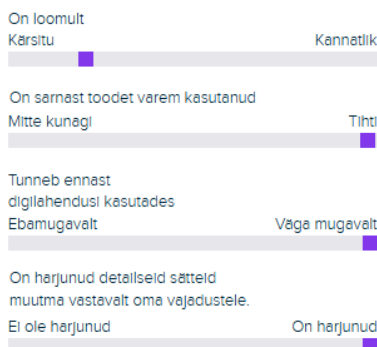 On loomult
Kärsitu Kannatlik
On sarnast toodet varem kasutanud
Mitte kunagi Tihti
Tunneb ennast
digilahendusi kasutades
Ebamugavalt Väga mugavalt
On harjunud detailseid sätteid
muutma vastavalt oma vajadustele.
Ei ole harjunud On harjunud